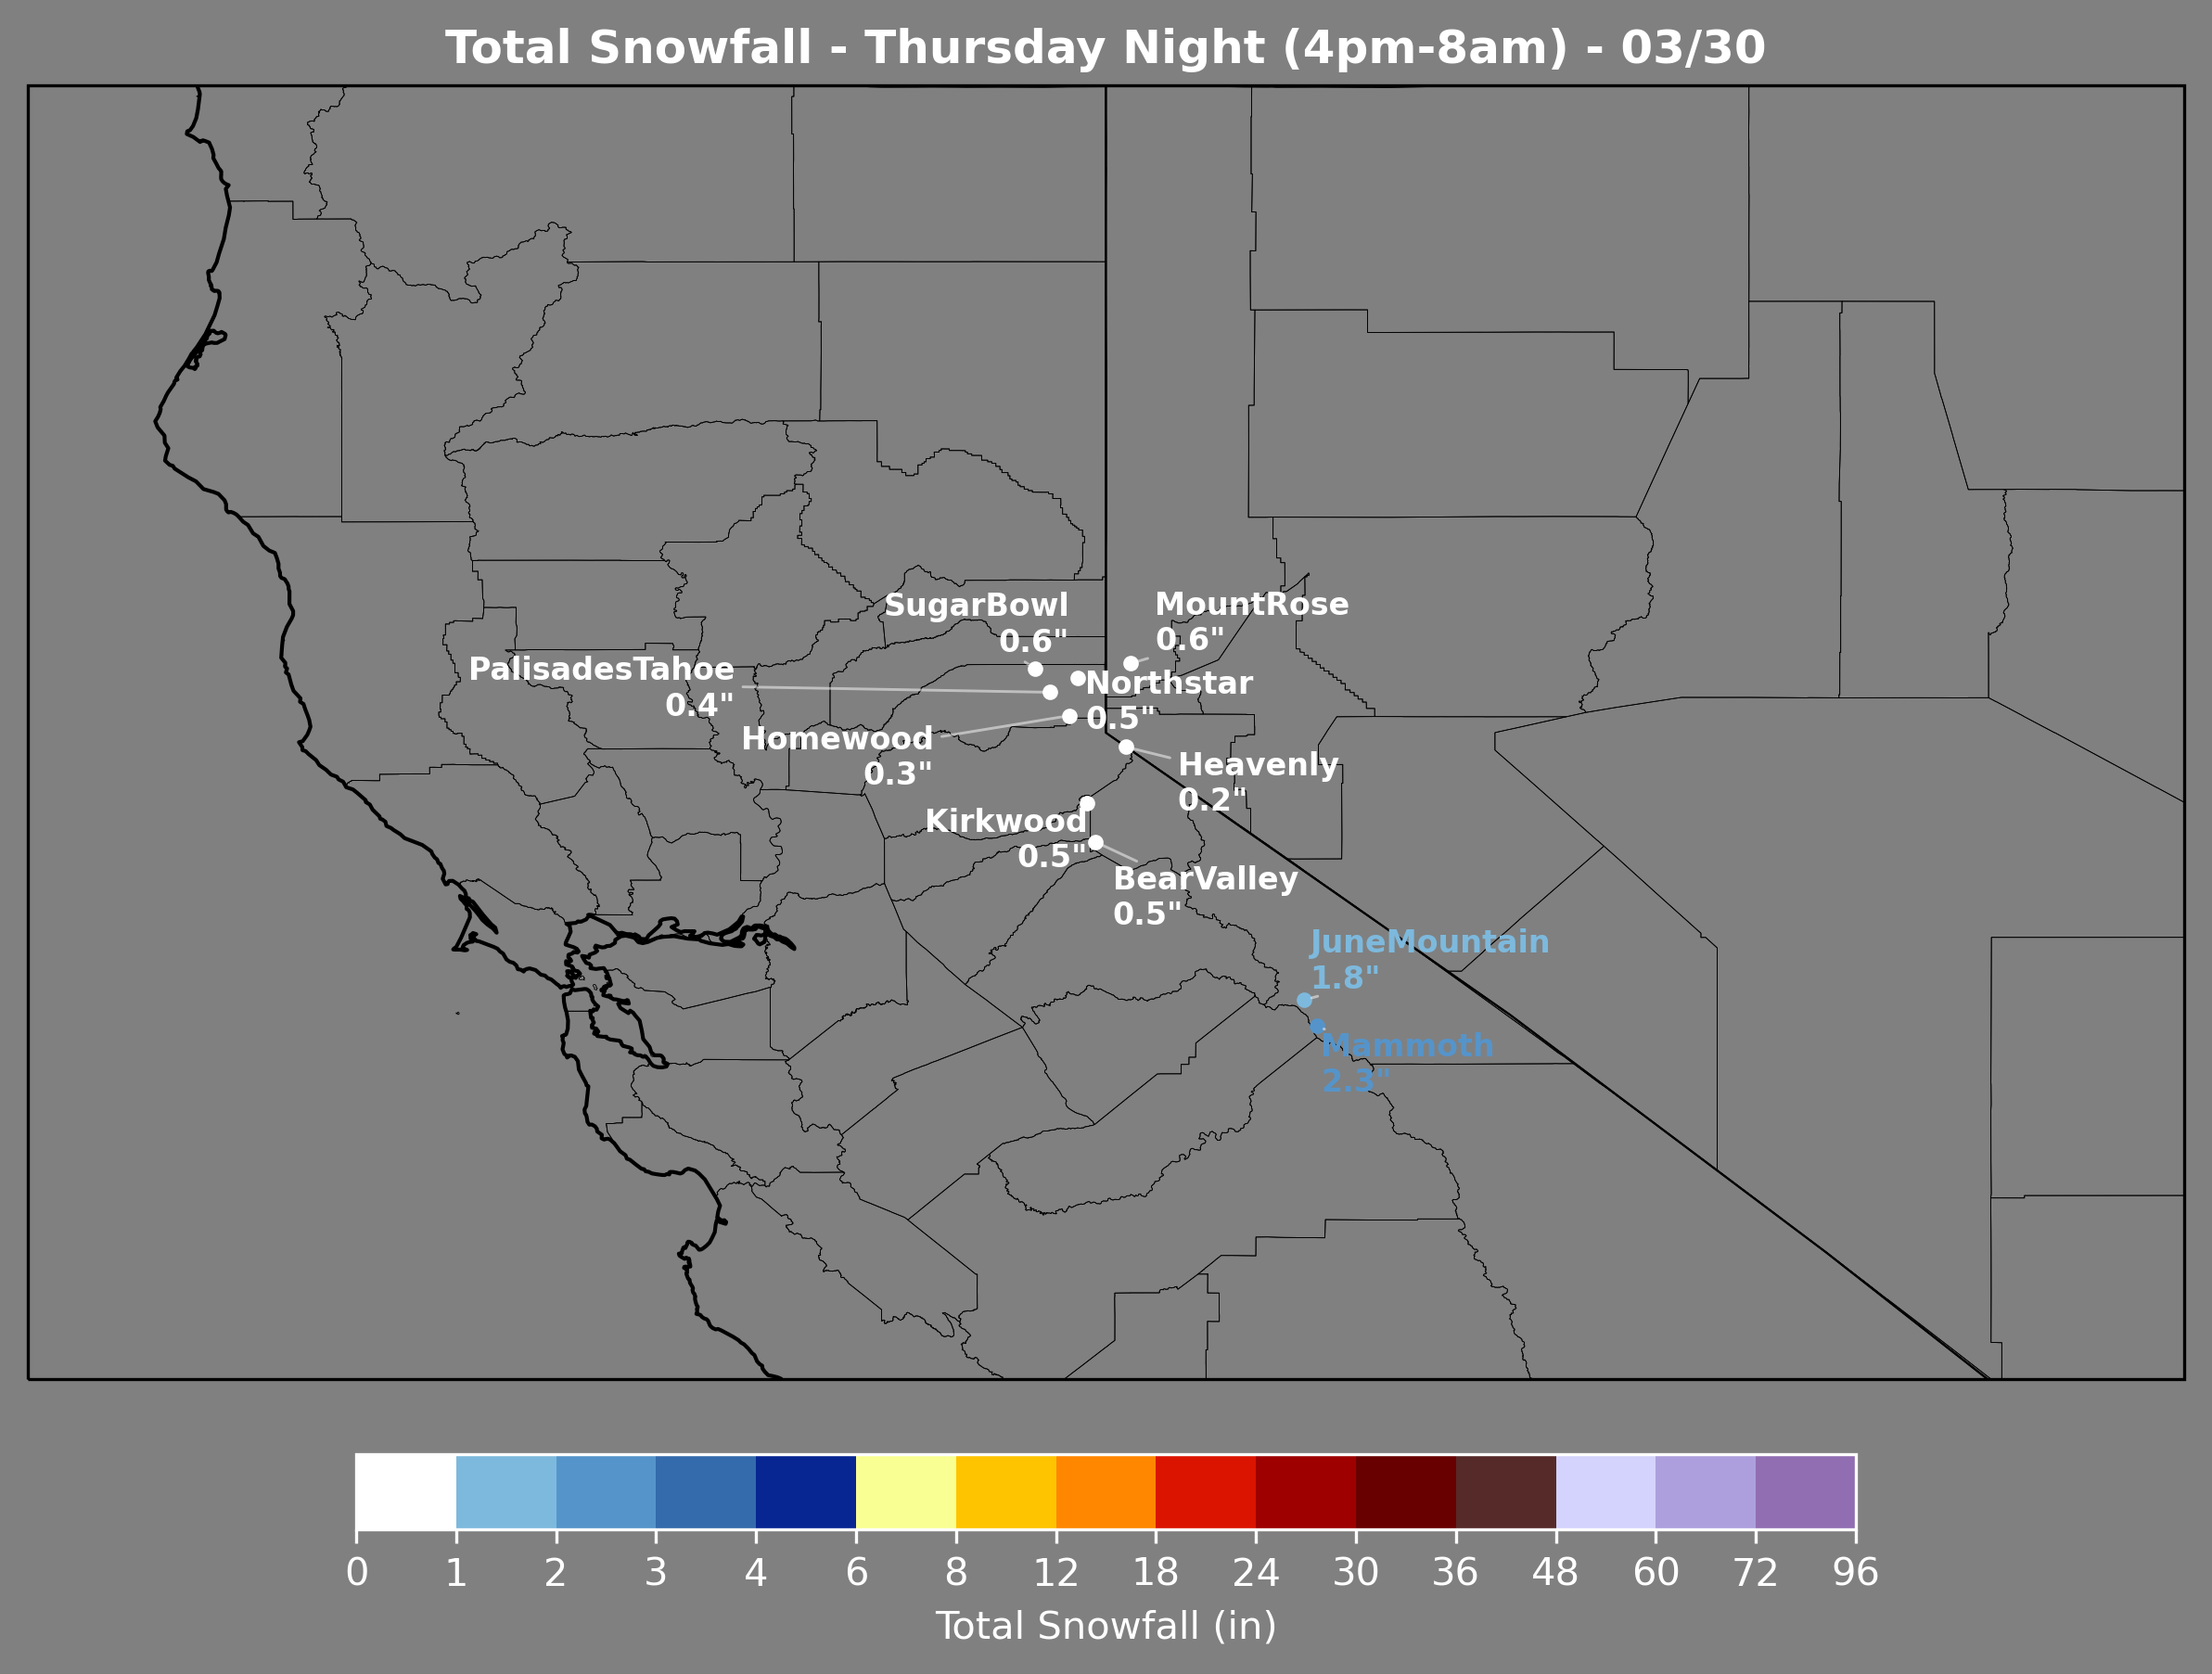 Total Snowfall - Thursday Night (4pm-8am) - 03/30
SugarBowl
0.6"
MountRose
0.6"
PalisadesTahoe
0.4"
Northstar
0.5"
Homewood
0.3"
Heavenly
0.2"
Kirkwood
0.5"
BearValley
0.5"
JuneMountain
1.8"
Mammoth
2.3"
0 1 2 3 4 6 8 12 18 24 30 36 48 60 72 96
Total Snowfall (in)